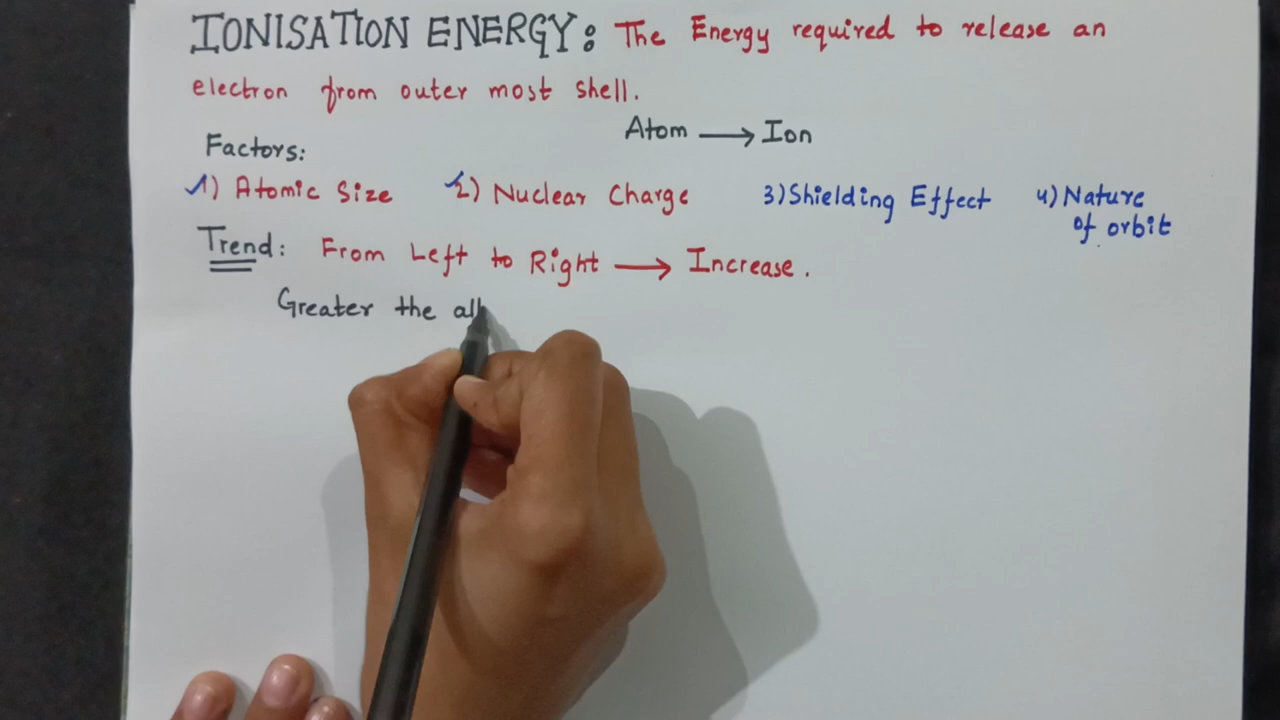 IONISATION ENERGY: The Energy required to release an
electron from outer most shell.
Atom → Ion
Factors:
1) Atomic Size 2) Nuclear Charge 3) Shielding Effect 4) Nature
of orbit
Trend: From Left to Right → Increase.
Greater the